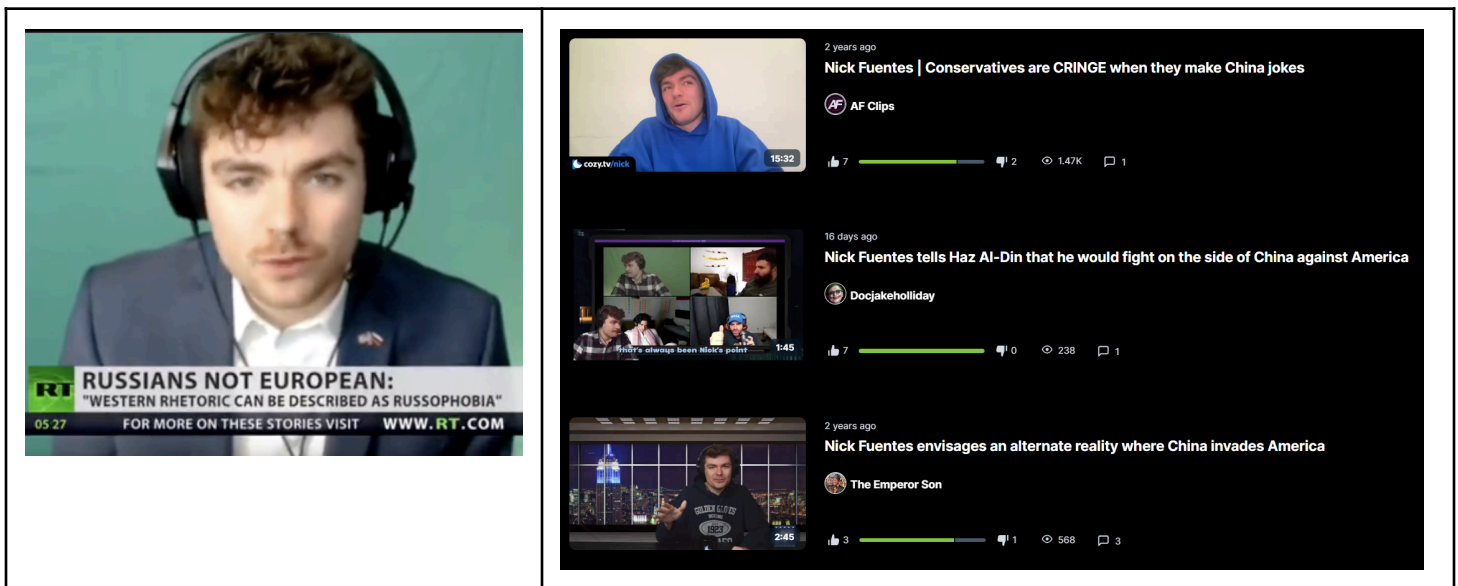 RT
RUSSIANS NOT EUROPEAN:
"WESTERN RHETORIC CAN BE DESCRIBED AS RUSSOPHOBIA"
05 27 FOR MORE ON THESE STORIES VISIT WWW.RT.COM
2 years ago
Nick Fuentes | Conservatives are CRINGE when they make China jokes
AF AF Clips
cozy.tv/nick
15:32
7 2 1.47K 1
16 days ago
Nick Fuentes tells Haz Al-Din that he would fight on the side of China against America
Docjakeholliday
that's always been Nick's point
1:45
7 0 238 1
2 years ago
Nick Fuentes envisages an alternate reality where China invades America
The Emperor Son
GOLDEN GLOVES
1923
2:45
3 1 568 3